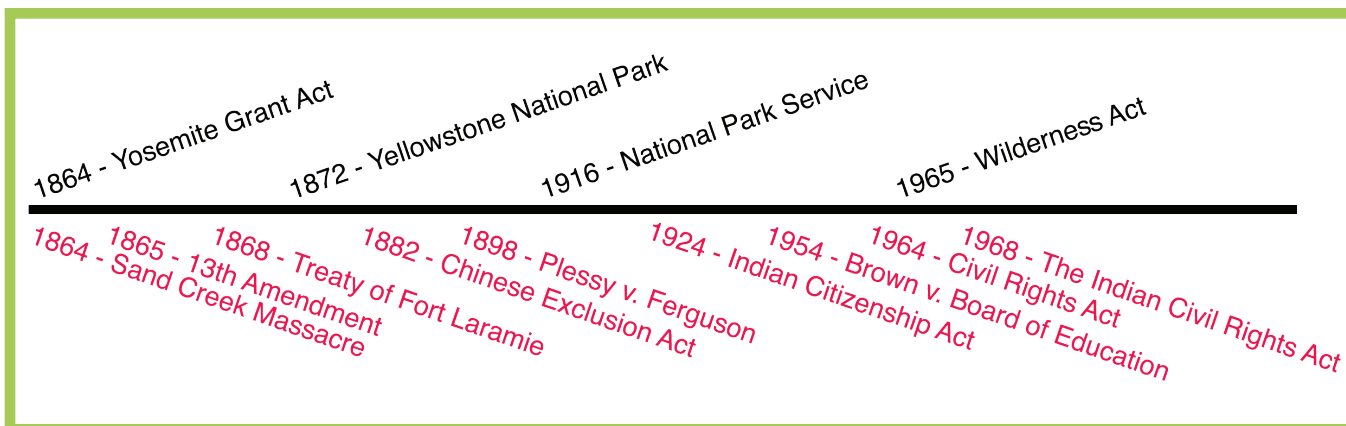 1864 - Yosemite Grant Act
1872 - Yellowstone National Park
1916 - National Park Service
1965 - Wilderness Act
1864 - Sand Creek Massacre
1865 - 13th Amendment
1868 - Treaty of Fort Laramie
1882 - Chinese Exclusion Act
1898 - Plessy v. Ferguson
1924 - Indian Citizenship Act
1954 - Brown v. Board of Education
1964 - Civil Rights Act
1968 - The Indian Civil Rights Act